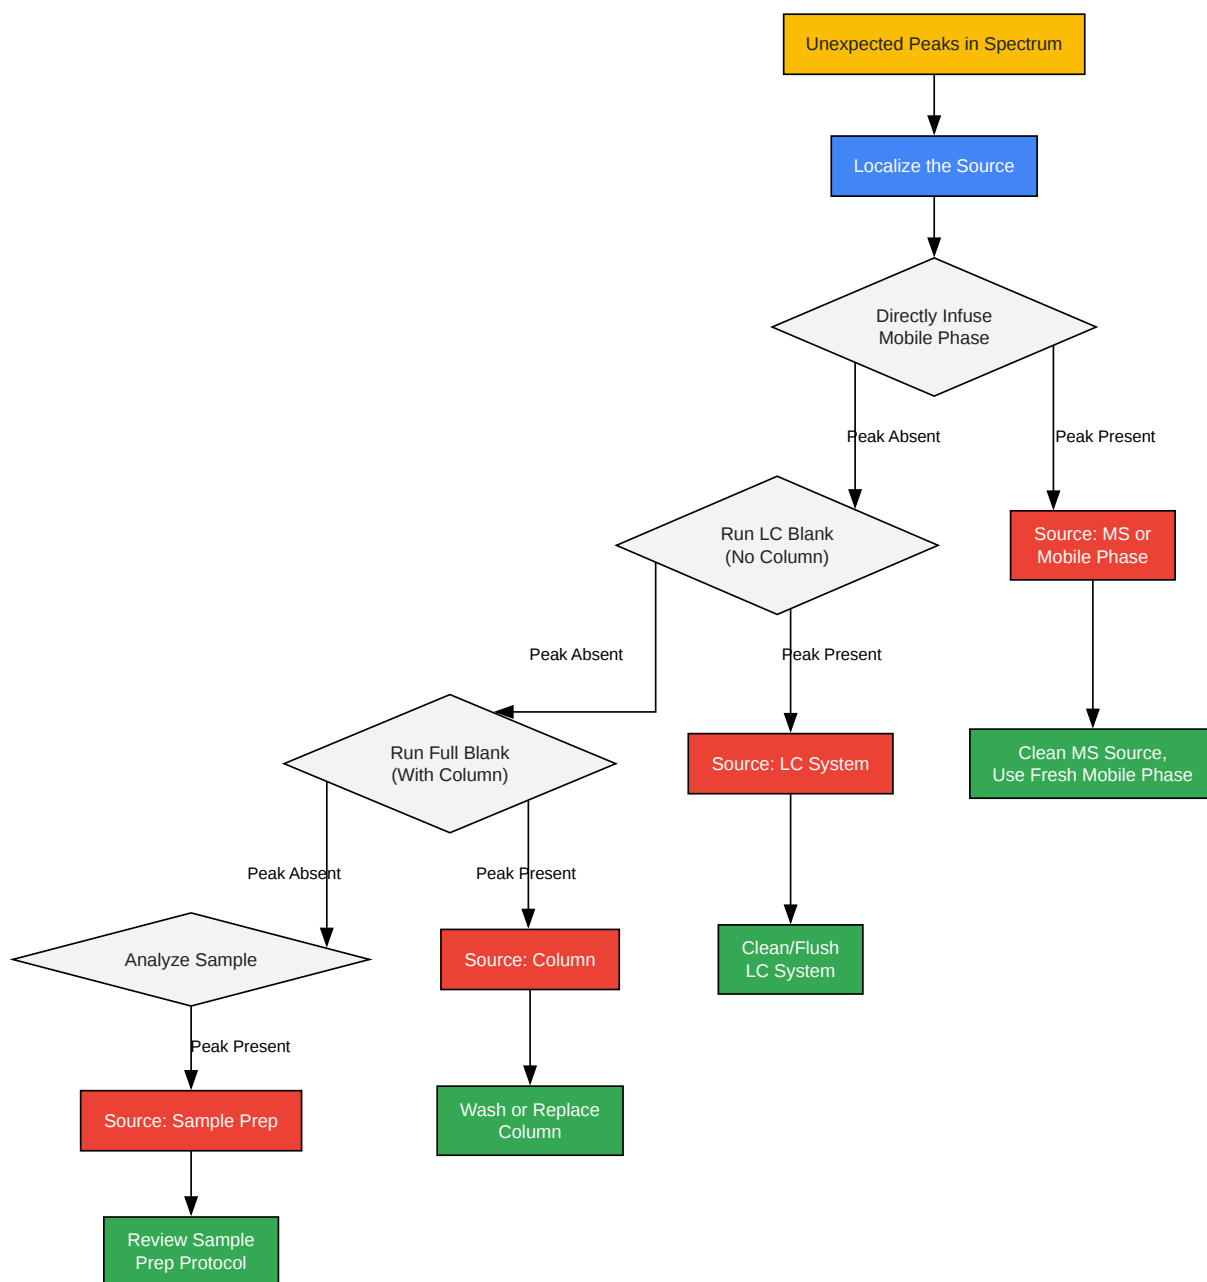 Unexpected Peaks in Spectrum
Localize the Source
Directly Infuse
Mobile Phase
Peak Absent
Peak Present
Run LC Blank
(No Column)
Source: MS or
Mobile Phase
Peak Absent
Peak Present
Run Full Blank
(With Column)
Source: LC System
Clean MS Source,
Use Fresh Mobile Phase
Peak Absent
Peak Present
Analyze Sample
Source: Column
Clean/Flush
LC System
Peak Present
Source: Sample Prep
Wash or Replace
Column
Review Sample
Prep Protocol